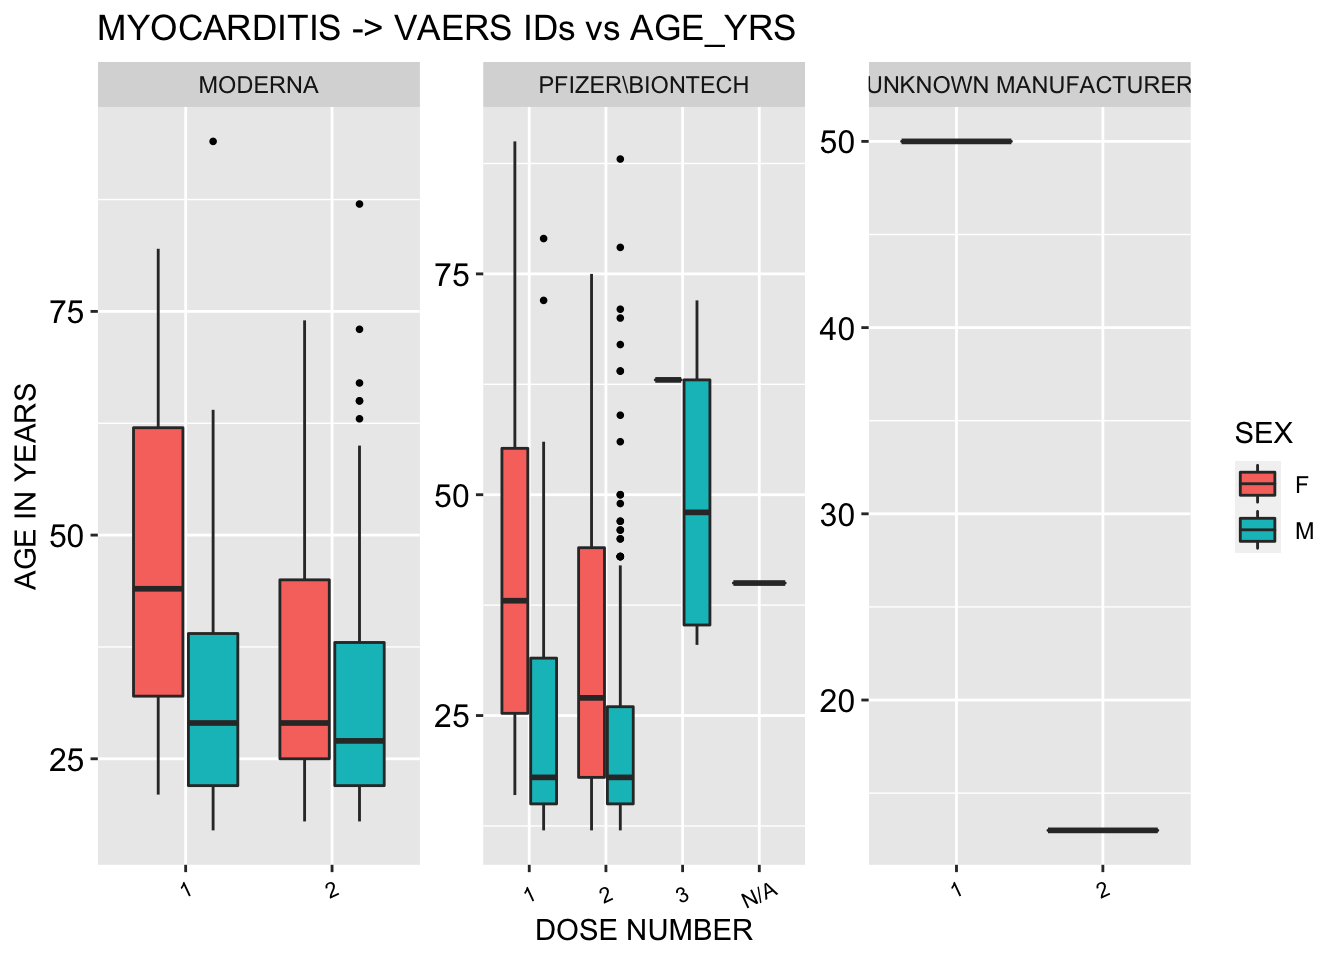 MYOCARDITIS -> VAERS IDs vs AGE_YRS
MODERNA
PFIZER\BIONTECH
UNKNOWN MANUFACTURER
AGE IN YEARS
75
50
25
75
50
25
50
40
30
20
1
2
1
2
3
N/A
1
2
DOSE NUMBER
SEX
F
M